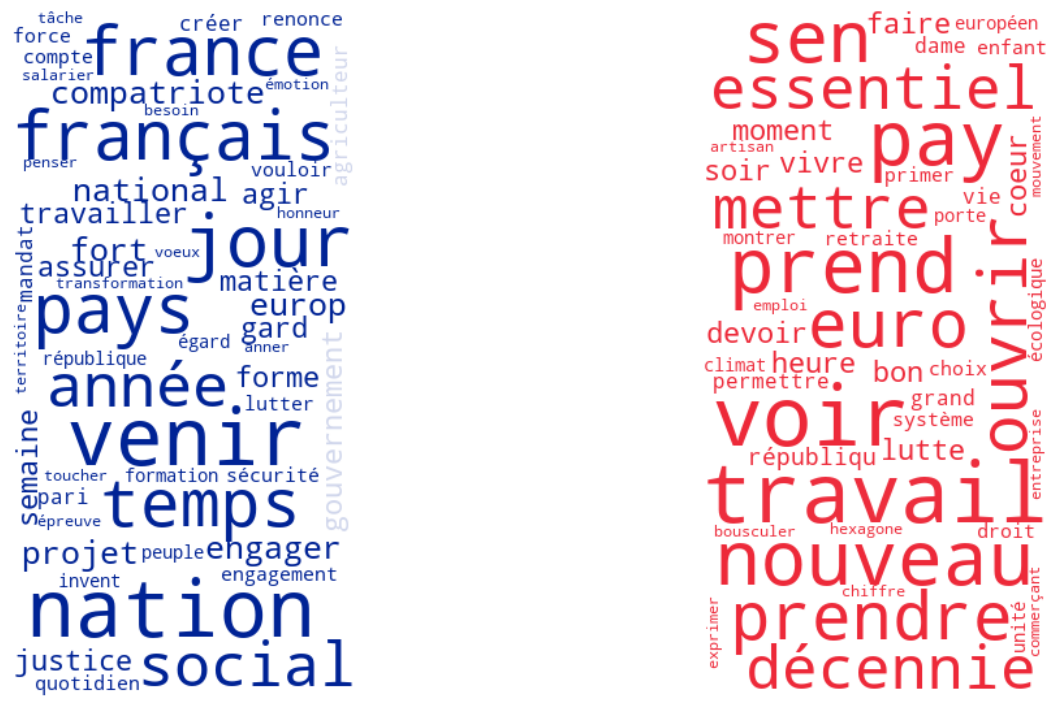 tâche
créer
renonce
force
france
compte
salarier
émotion
agriculteur
compatriote
besoin
français
penser
vouloir
national
agir
travailler
honneur
jour
fort
voeux
assurer
mandat
matière
transformation
europ
pays
territoire
gard
égard
anner
république
gouvernement
année
forme
lutter
venir
semaine
toucher
formation
sécurité
pari
temps
épreuve
projet
peuple
engager
invent
engagement
nation
justice
social
quotidien
sen
faire
européen
dame
enfant
essentiel
moment
pay
mouvement
artisan
soir
vivre
primer
coeur
mettre
vie
porte
montrer
retraite
prend
ouvrir
écologique
emploi
devoir
euro
climat
heure
bon
choix
permettre
voir
grand
système
républiqu
lutte
entreprise
travail
bousculer
hexagone
droit
nouveau
chiffre
commerçant
exprimer
prendre
unité
décennie